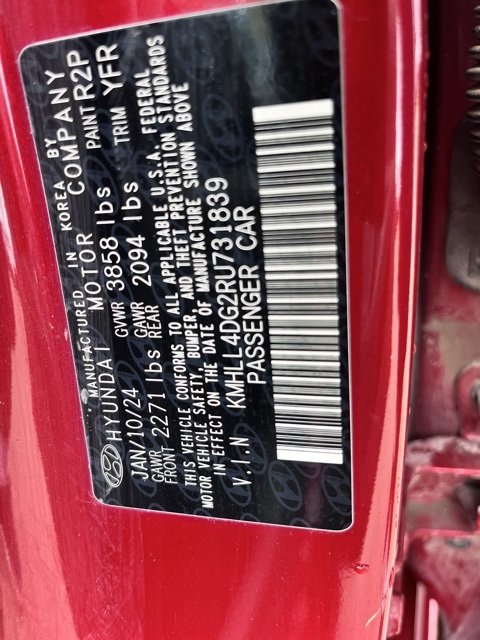 MANUFACTURED IN KOREA BY
HYUNDAI MOTOR COMPANY
JAN/10/24 GVWR 3858 lbs PAINT R2P
GAWR FRONT 2271 lbs GAWR REAR 2094 lbs TRIM YFR
THIS VEHICLE CONFORMS TO ALL APPLICABLE U.S.A. FEDERAL
MOTOR VEHICLE SAFETY, BUMPER, AND THEFT PREVENTION STANDARDS
IN EFFECT ON THE DATE OF MANUFACTURE SHOWN ABOVE
V.I.N KMHLL4DG2RU731839
PASSENGER CAR